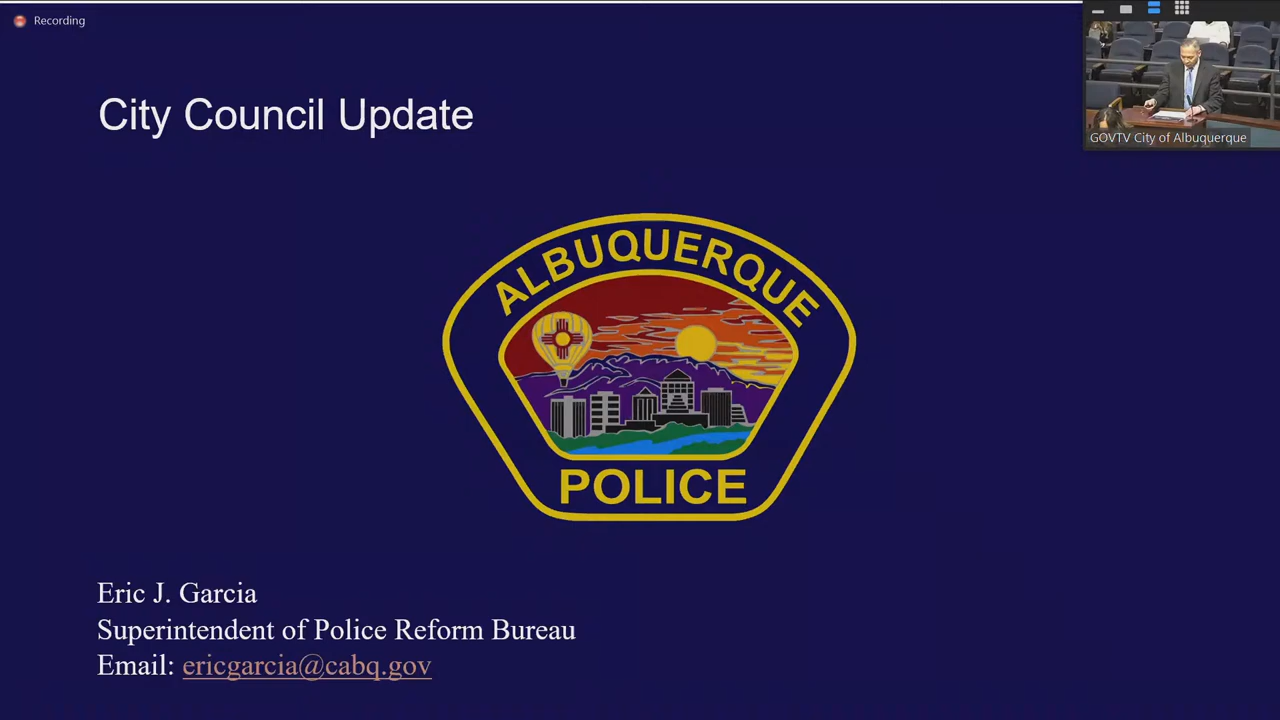 Recording
City Council Update
GOVTV City of Albuquerque
ALBUQUERQUE
POLICE
Eric J. Garcia
Superintendent of Police Reform Bureau
Email: ericgarcia@cabq.gov